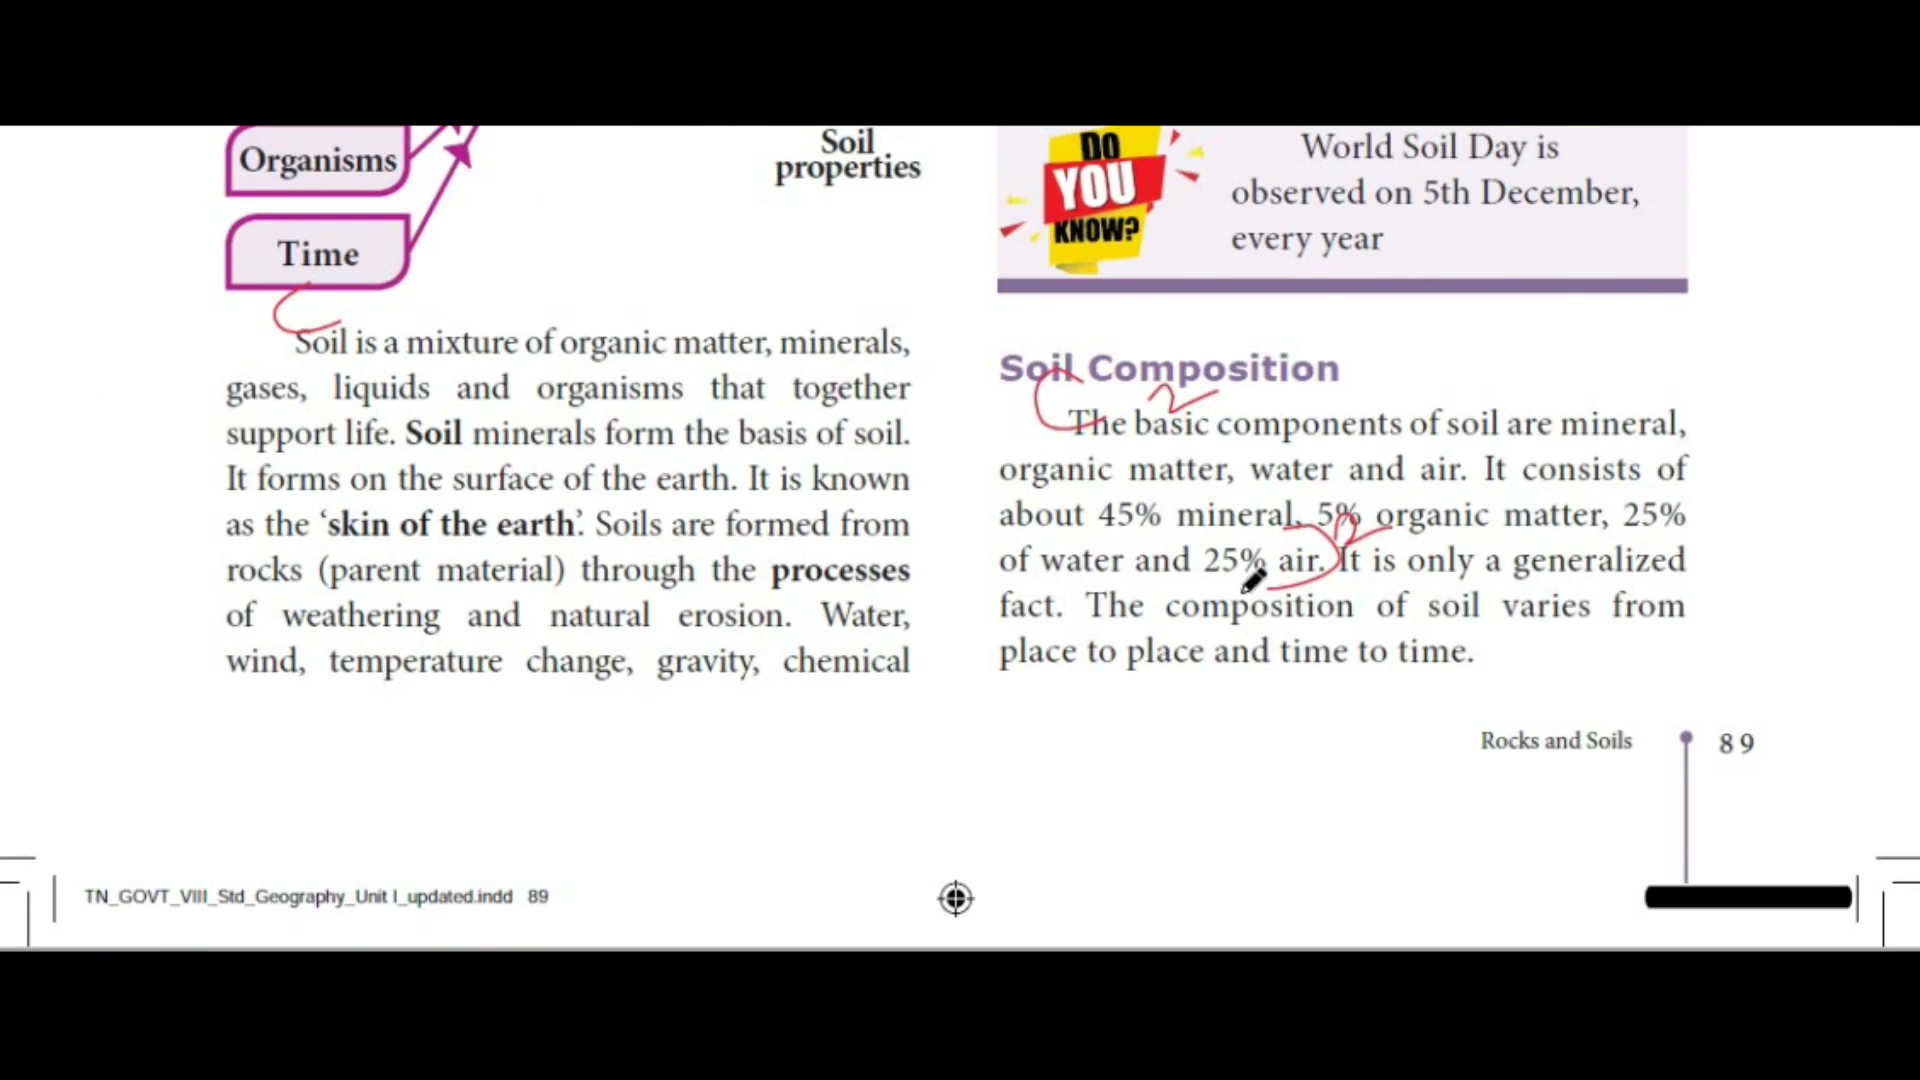 Organisms
Time
Soil
properties
Soil is a mixture of organic matter, minerals,
gases, liquids and organisms that together
support life. Soil minerals form the basis of soil.
It forms on the surface of the earth. It is known
as the ‘skin of the earth’. Soils are formed from
rocks (parent material) through the processes
of weathering and natural erosion. Water,
wind, temperature change, gravity, chemical
DO
YOU
KNOW?
World Soil Day is
observed on 5th December,
every year
Soil Composition
2
The basic components of soil are mineral,
organic matter, water and air. It consists of
about 45% mineral, 5% organic matter, 25%
2
of water and 25% air. It is only a generalized
fact. The composition of soil varies from
place to place and time to time.
Rocks and Soils 89
TN_GOVT_VIII_Std_Geography_Unit I_updated.indd 89